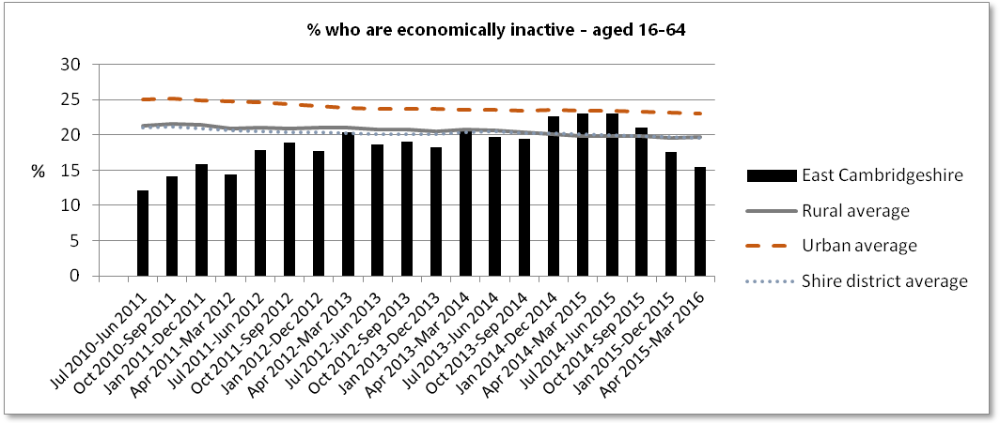 % who are economically inactive - aged 16-64
30
25
20
15
10
5
0
%
Jul 2010-Jun 2011
Oct 2010-Sep 2011
Jan 2011-Dec 2011
Apr 2011-Mar 2012
Jul 2011-Jun 2012
Oct 2011-Sep 2012
Jan 2012-Dec 2012
Apr 2012-Mar 2013
Jul 2012-Jun 2013
Oct 2012-Sep 2013
Jan 2013-Dec 2013
Apr 2013-Mar 2014
Jul 2013-Jun 2014
Oct 2013-Sep 2014
Jan 2014-Dec 2014
Apr 2014-Mar 2015
Jul 2014-Jun 2015
Oct 2014-Sep 2015
Jan 2015-Dec 2015
Apr 2015-Mar 2016
East Cambridgeshire
Rural average
Urban average
Shire district average